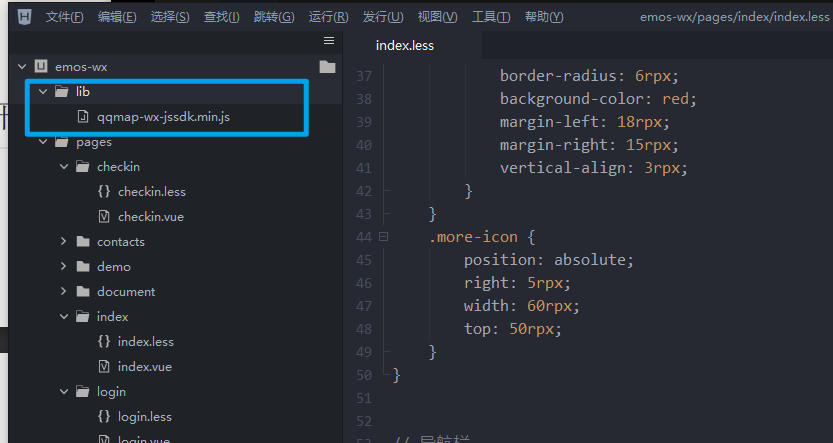 文件(F) 编辑(E) 选择(S) 查找(I) 跳转(G) 运行(R) 发行(U) 视图(V) 工具(T) 帮助(Y) emos-wx/pages/index/index.less
emos-wx
lib
qqmap-wx-jssdk.min.js
pages
checkin
checkin.less
checkin.vue
contacts
demo
document
index
index.less
index.vue
login
login.less
login.vue
index.less
37 border-radius: 6rpx;
38 background-color: red;
39 margin-left: 18rpx;
40 margin-right: 15rpx;
41 vertical-align: 3rpx;
42 }
43 }
44 .more-icon {
45 position: absolute;
46 right: 5rpx;
47 width: 60rpx;
48 top: 50rpx;
49 }
50 }
51
52
// 导航栏